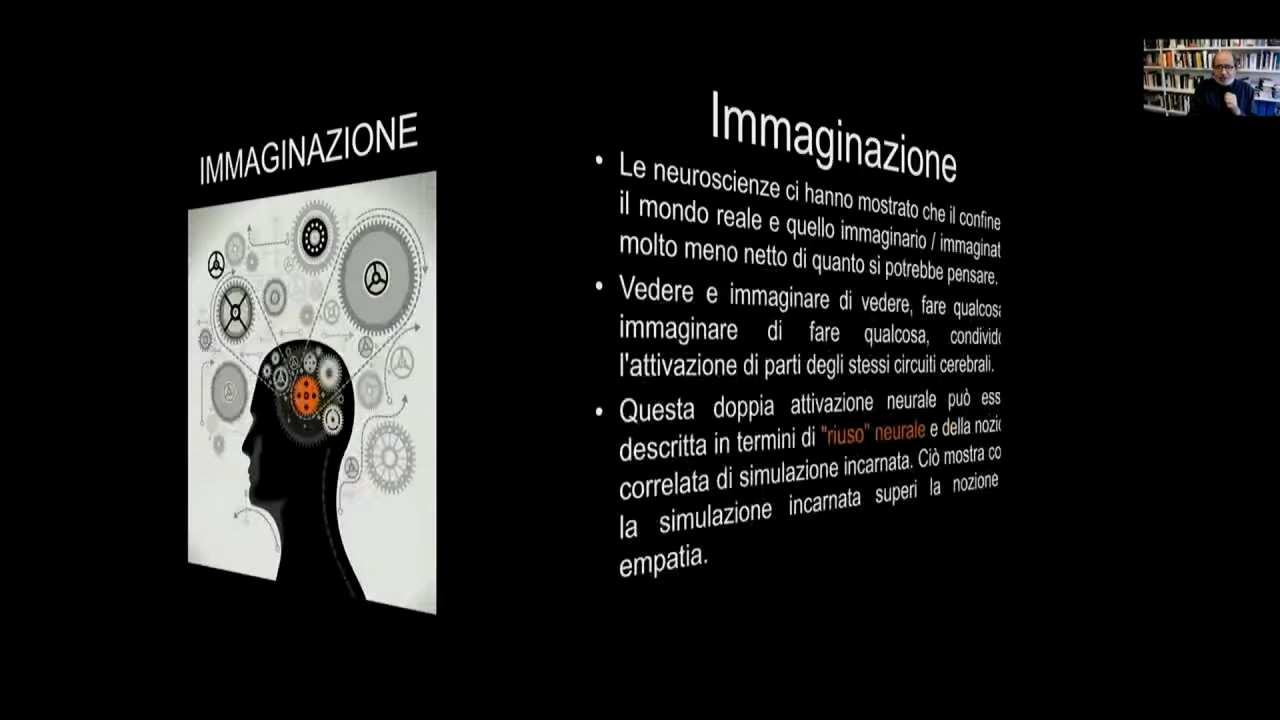 IMMAGINAZIONE
Immaginazione
• Le neuroscienze ci hanno mostrato che il confine
il mondo reale e quello immaginario / immaginat
molto meno netto di quanto si potrebbe pensare.
• Vedere e immaginare di vedere, fare qualcosa
immaginare di fare qualcosa, condivido
l'attivazione di parti degli stessi circuiti cerebrali.
• Questa doppia attivazione neurale può ess
descritta in termini di "riuso" neurale e della nozi
correlata di simulazione incarnata. Ciò mostra co
la simulazione incarnata superi la nozione
empatia.